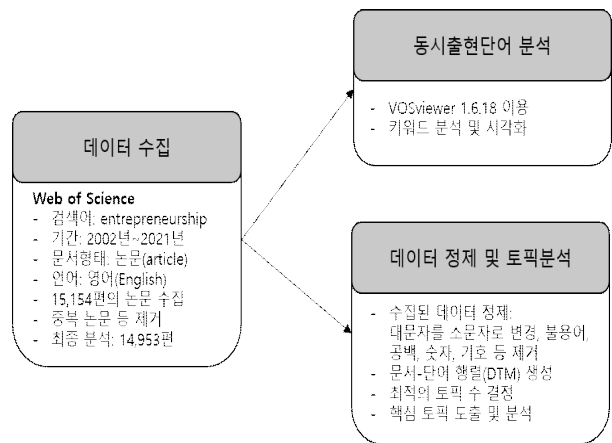 데이터 수집
Web of Science
- 검색어: entrepreneurship
- 기간: 2002년~2021년
- 문서형태: 논문(article)
- 언어: 영어(English)
- 15,154편의 논문 수집
- 중복 논문 등 제거
- 최종 분석: 14,953편
동시출현단어 분석
- VOSviewer 1.6.18 이용
- 키워드 분석 및 시각화
데이터 정제 및 토픽분석
- 수집된 데이터 정제:
대문자를 소문자로 변경, 불용어,
공백, 숫자, 기호 등 제거
- 문서-단어 행렬(DTM) 생성
- 최적의 토픽 수 결정
- 핵심 토픽 도출 및 분석